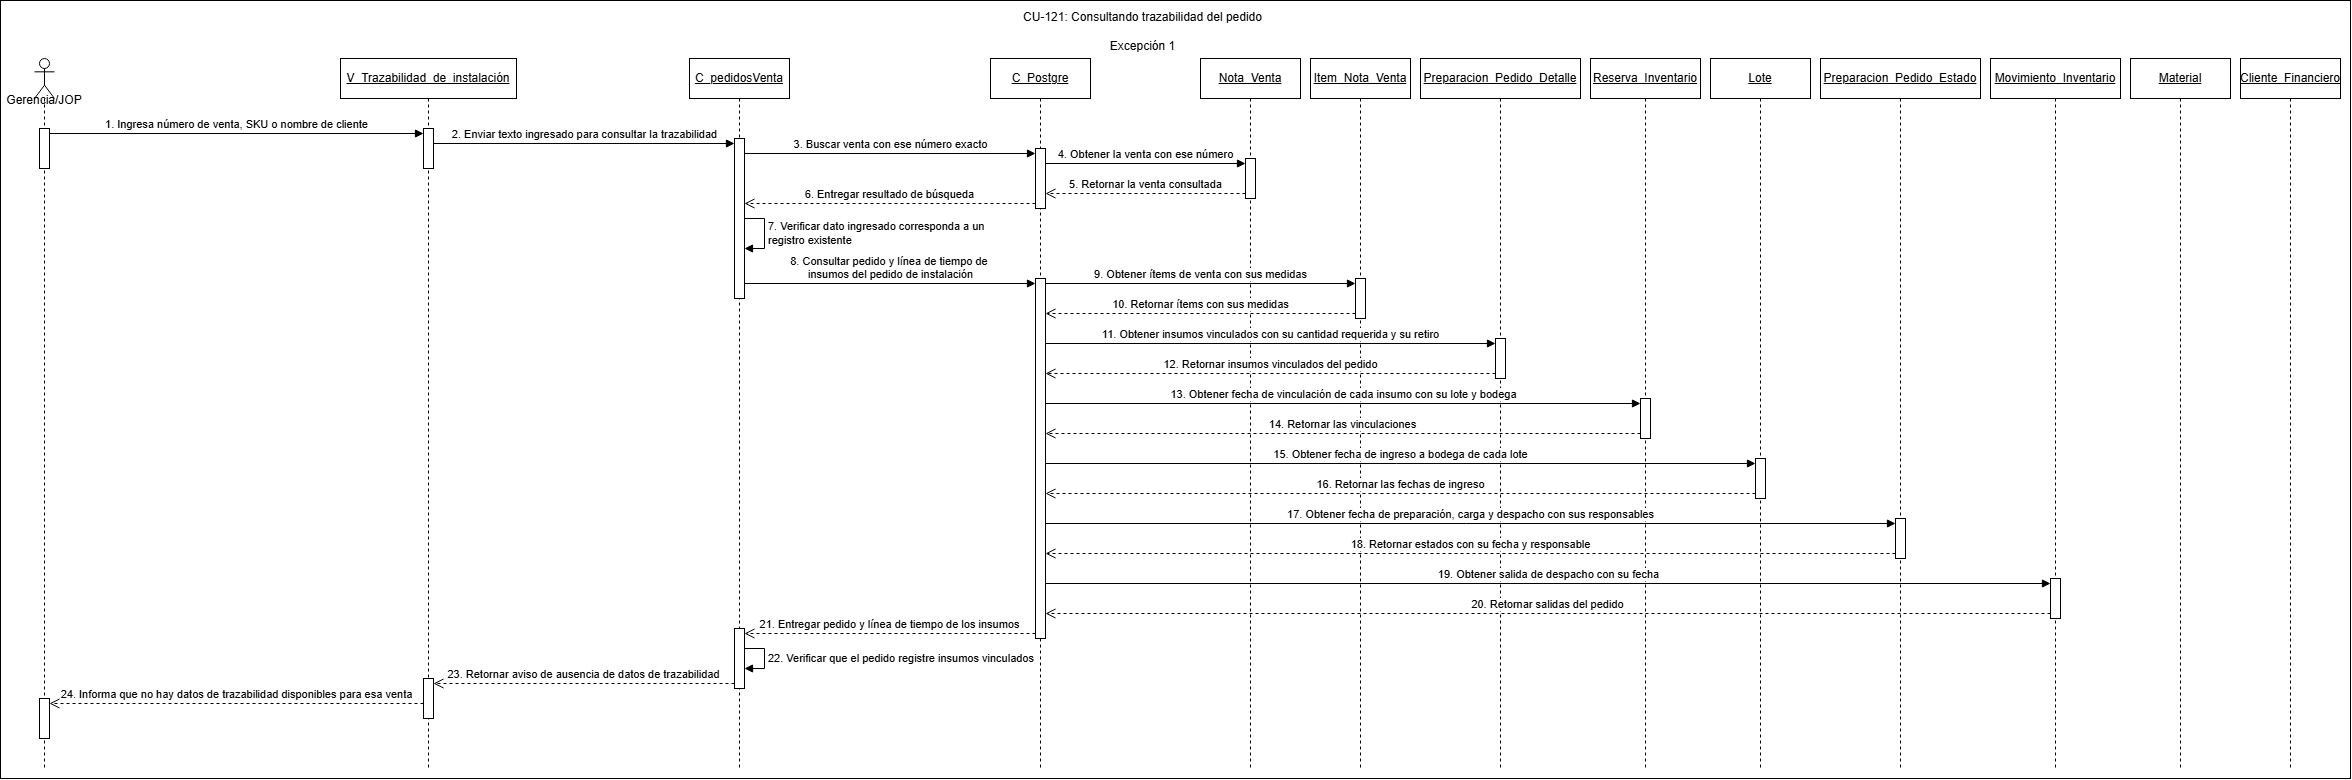 CU-121: Consultando trazabilidad del pedido
Excepción 1
Gerencia/JOP
V_Trazabilidad_de_instalación
C_pedidosVenta
C_Postgre
Nota_Venta
Item_Nota_Venta
Preparacion_Pedido_Detalle
Reserva_Inventario
Lote
Preparacion_Pedido_Estado
Movimiento_Inventario
Material
Cliente_Financiero
1. Ingresa número de venta, SKU o nombre de cliente
2. Enviar texto ingresado para consultar la trazabilidad
3. Buscar venta con ese número exacto
4. Obtener la venta con ese número
5. Retornar la venta consultada
6. Entregar resultado de búsqueda
7. Verificar dato ingresado corresponda a un
registro existente
8. Consultar pedido y línea de tiempo de
insumos del pedido de instalación
9. Obtener ítems de venta con sus medidas
10. Retornar ítems con sus medidas
11. Obtener insumos vinculados con su cantidad requerida y su retiro
12. Retornar insumos vinculados del pedido
13. Obtener fecha de vinculación de cada insumo con su lote y bodega
14. Retornar las vinculaciones
15. Obtener fecha de ingreso a bodega de cada lote
16. Retornar las fechas de ingreso
17. Obtener fecha de preparación, carga y despacho con sus responsables
18. Retornar estados con su fecha y responsable
19. Obtener salida de despacho con su fecha
20. Retornar salidas del pedido
21. Entregar pedido y línea de tiempo de los insumos
22. Verificar que el pedido registre insumos vinculados
23. Retornar aviso de ausencia de datos de trazabilidad
24. Informa que no hay datos de trazabilidad disponibles para esa venta